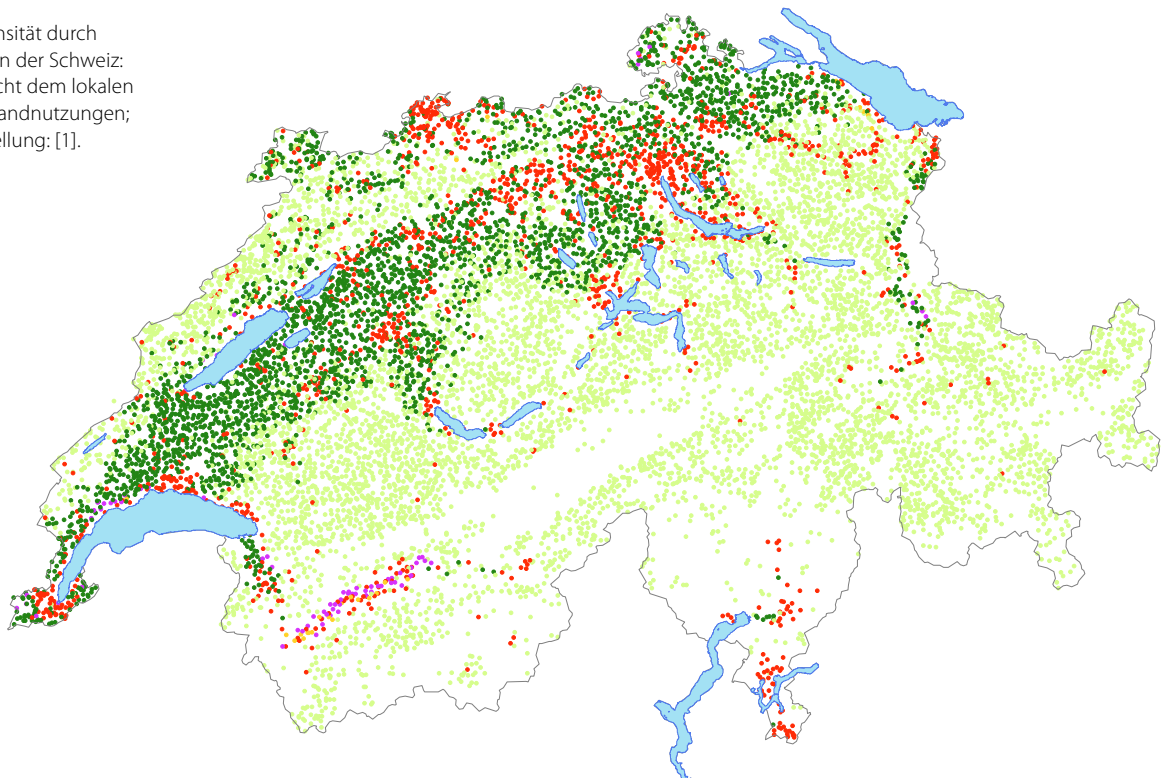 nsität durch
n der Schweiz:
cht dem lokalen
andnutzungen;
ellung: [1].